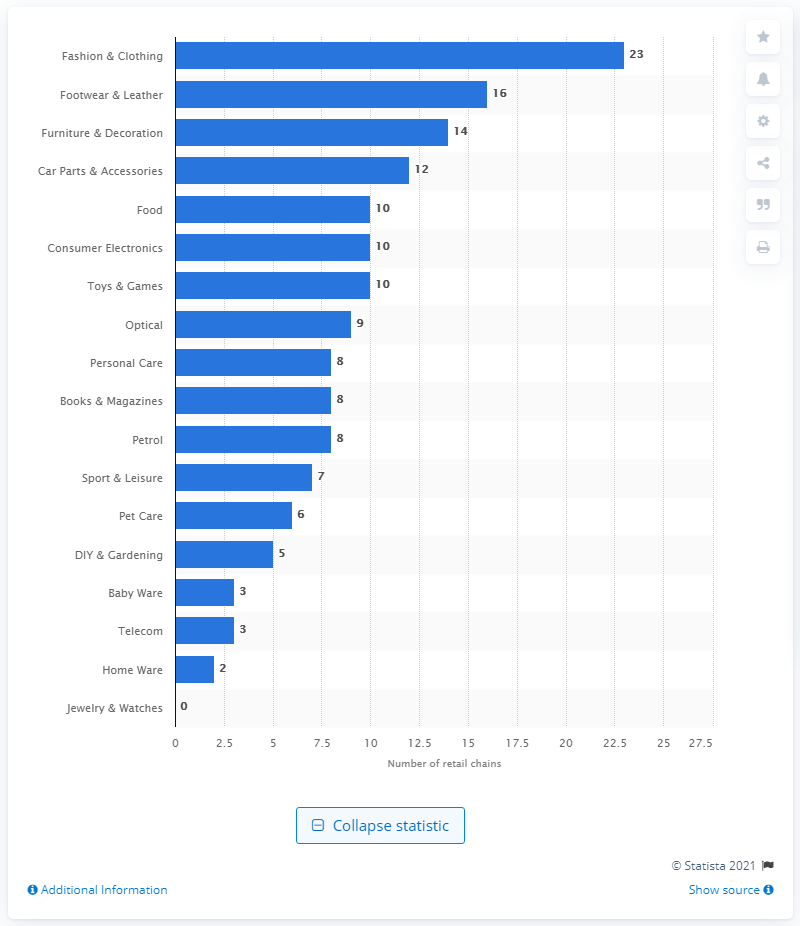 Fashion & Clothing 23
Footwear & Leather 16
Furniture & Decoration 14
Car Parts & Accessories 12
Food 10
Consumer Electronics 10
Toys & Games 10
Optical 9
Personal Care 8
Books & Magazines 8
Petrol 8
Sport & Leisure 7
Pet Care 6
DIY & Gardening 5
Baby Ware 3
Telecom 3
Home Ware 2
Jewelry & Watches 0
0 2.5 5 7.5 10 12.5 15 17.5 20 22.5 25 27.5
Number of retail chains
Collapse statistic
© Statista 2021
Additional Information Show source